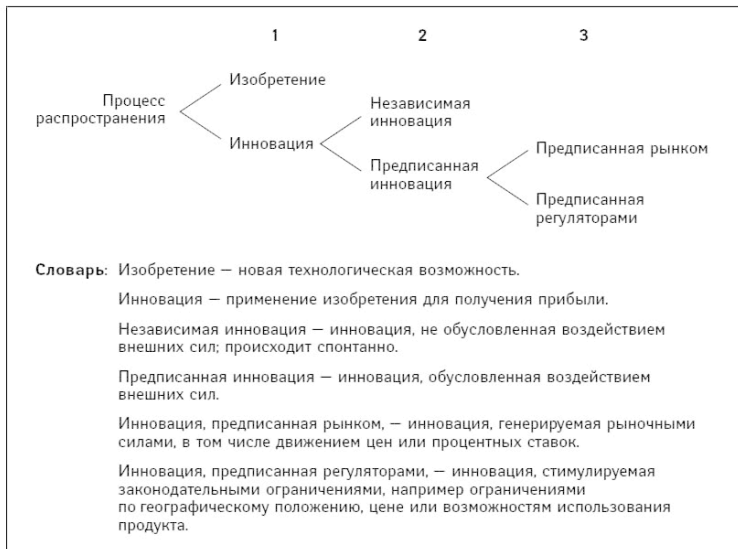 1 2 3
Изобретение
Процесс
распространения
Независимая
инновация
Инновация
Предписанная рынком
Предписанная
инновация
Предписанная
регуляторами
Словарь: Изобретение — новая технологическая возможность.
Инновация — применение изобретения для получения прибыли.
Независимая инновация — инновация, не обусловленная воздействием
внешних сил; происходит спонтанно.
Предписанная инновация — инновация, обусловленная воздействием
внешних сил.
Инновация, предписанная рынком, — инновация, генерируемая рыночными
силами, в том числе движением цен или процентных ставок.
Инновация, предписанная регуляторами, — инновация, стимулируемая
законодательными ограничениями, например ограничениями
по географическому положению, цене или возможностям использования
продукта.